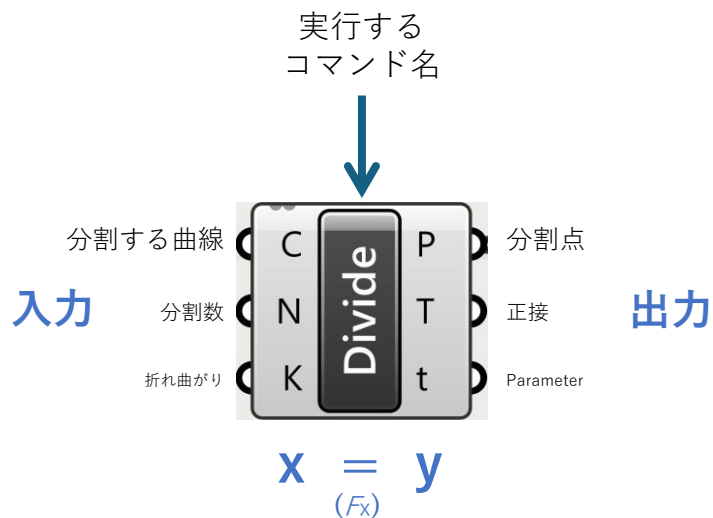 実行する
コマンド名
分割する曲線 C P 分割点
入力 分割数 N Divide T 正接 出力
折れ曲がり K t Parameter
x = y
(Fx)